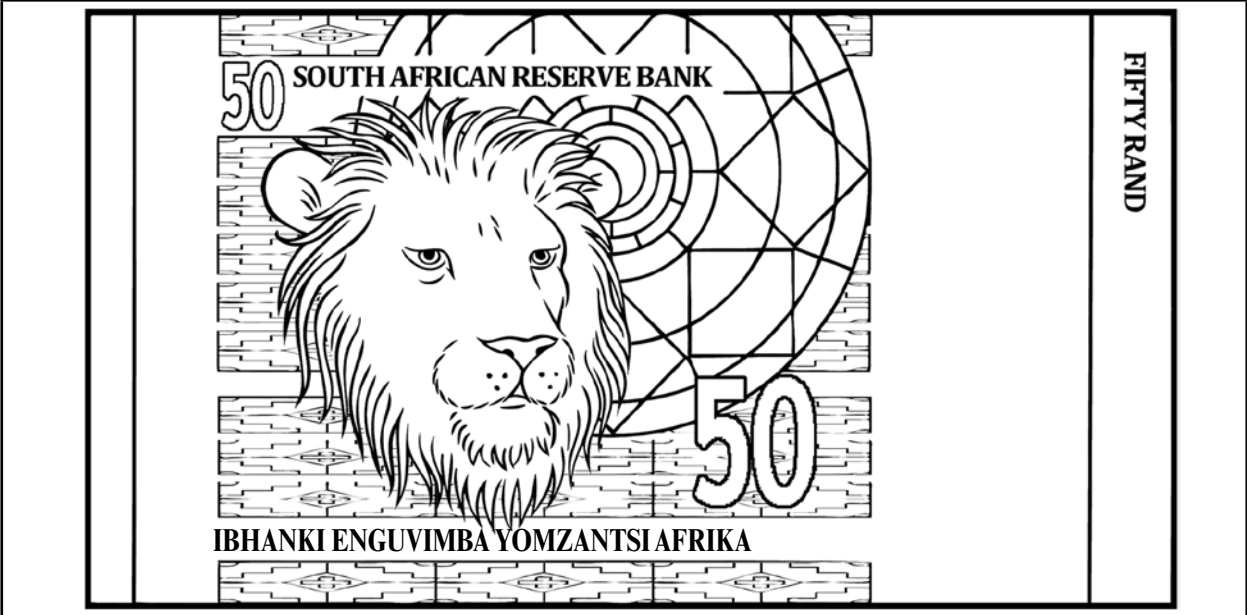 50 SOUTH AFRICAN RESERVE BANK
FIFTY RAND
50
IBHANKI ENGUVIMBA YOMZANTSI AFRIKA